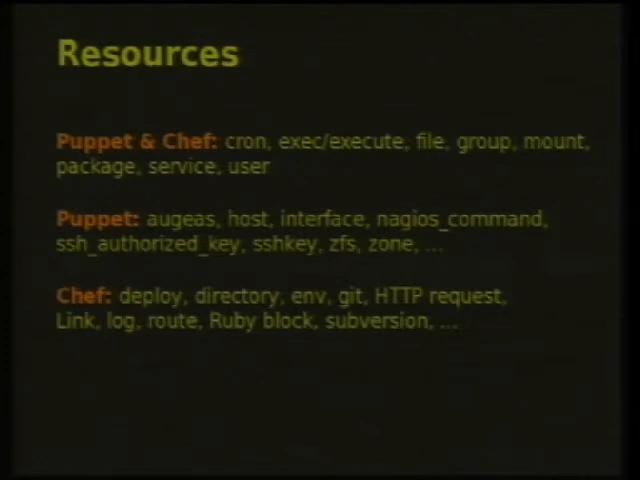 Resources
Puppet & Chef: cron, exec/execute, file, group, mount,
package, service, user
Puppet: augeas, host, interface, nagios_command,
ssh_authorized_key, sshkey, zfs, zone, ...
Chef: deploy, directory, env, git, HTTP request,
Link, log, route, Ruby block, subversion, ...